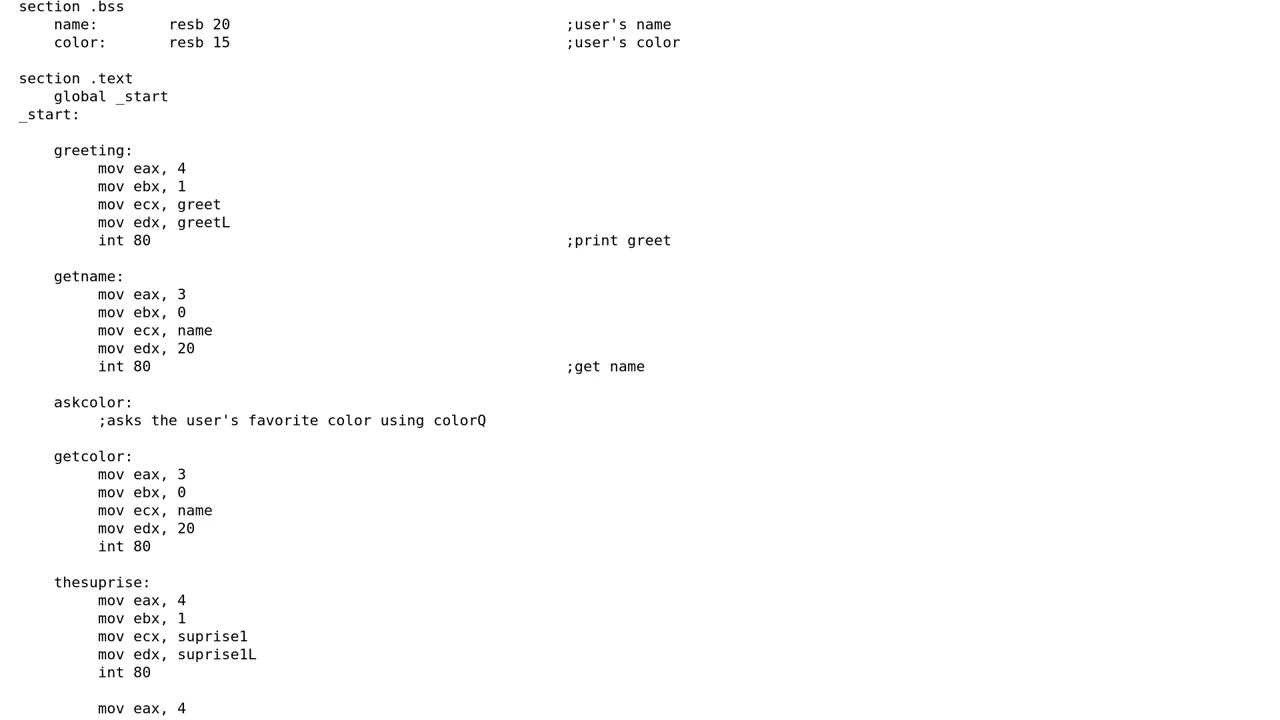 section .bss
    name:        resb 20                                      ;user's name
    color:       resb 15                                      ;user's color

section .text
    global _start
_start:

    greeting:
         mov eax, 4
         mov ebx, 1
         mov ecx, greet
         mov edx, greetL
         int 80                                               ;print greet

    getname:
         mov eax, 3
         mov ebx, 0
         mov ecx, name
         mov edx, 20
         int 80                                               ;get name

    askcolor:
         ;asks the user's favorite color using colorQ

    getcolor:
         mov eax, 3
         mov ebx, 0
         mov ecx, name
         mov edx, 20
         int 80

    thesuprise:
         mov eax, 4
         mov ebx, 1
         mov ecx, suprise1
         mov edx, suprise1L
         int 80

         mov eax, 4